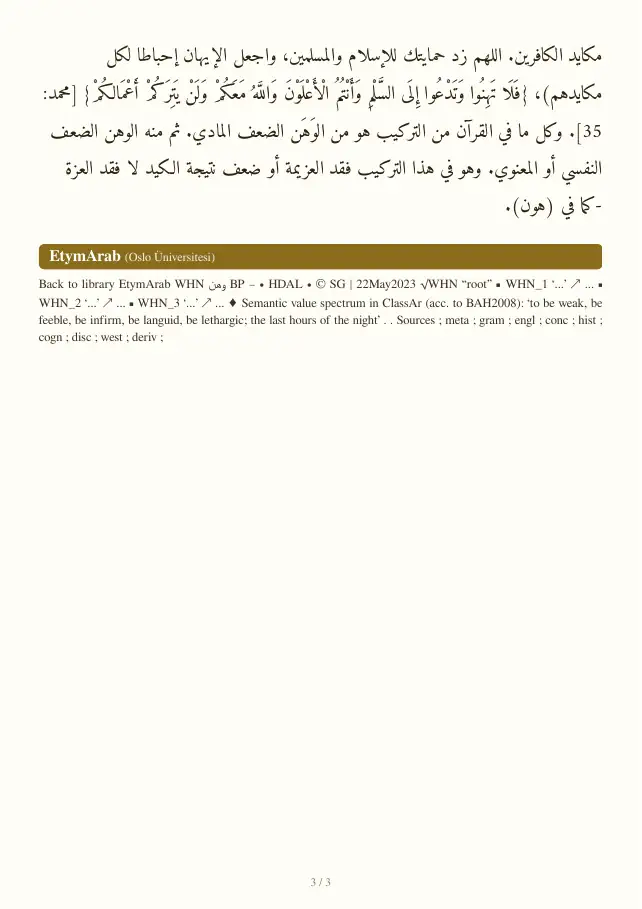 مكايد الكافرين. اللهم زد حمايتك للإسلام والمسلمين، واجعل الإيهان إحباطا لكل
مكايدهم)، {فَلَا تَهِنُوا وَتَدْعُوا إِلَى السَّلْمِ وَأَنْتُمُ الْأَعْلَوْنَ وَاللَّهُ مَعَكُمْ وَلَنْ يَتِرَكُمْ أَعْمَالَكُمْ} [محمد:
35]. وكل ما في القرآن من التركيب هو من الوَهَن الضعف المادي. ثم منه الوهن الضعف
النفسي أو المعنوي. وهو في هذا التركيب فقد العزيمة أو ضعف نتيجة الكيد لا فقد العزة
-كما في (هون).
EtymArab (Oslo Üniversitesi)
Back to library EtymArab WHN وهن BP – • HDAL • © SG | 22May2023 √WHN “root” ▪ WHN_1 ‘...’ ↗ ... ▪
WHN_2 ‘...’ ↗ ... ▪ WHN_3 ‘...’ ↗ ... ♦ Semantic value spectrum in ClassAr (acc. to BAH2008): ‘to be weak, be
feeble, be infirm, be languid, be lethargic; the last hours of the night’ . . Sources ; meta ; gram ; engl ; conc ; hist ;
cogn ; disc ; west ; deriv ;
3 / 3